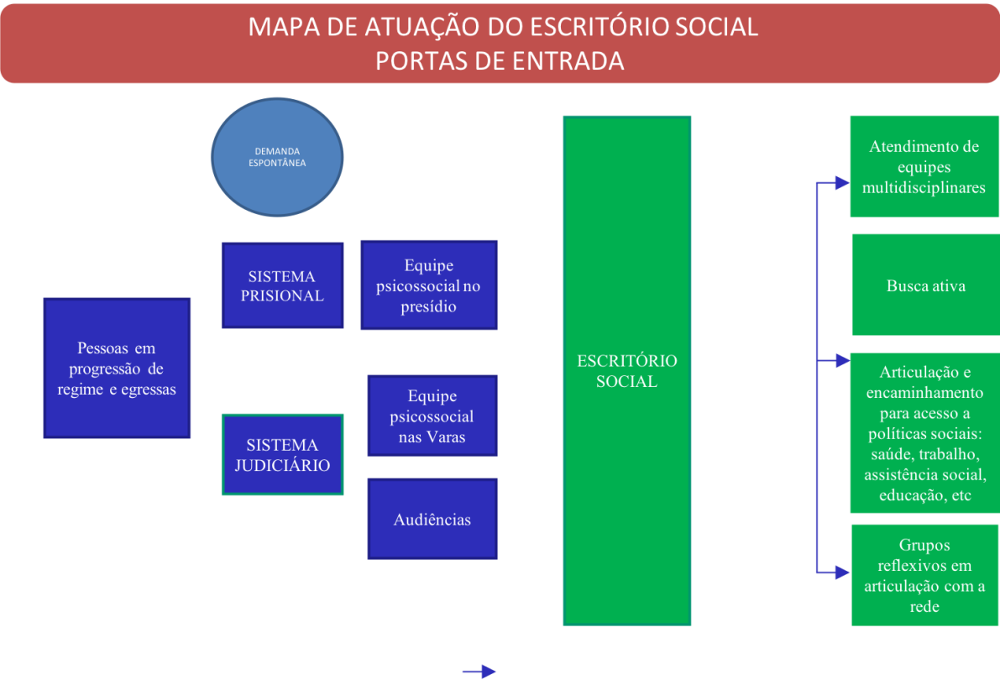 MAPA DE ATUAÇÃO DO ESCRITÓRIO SOCIAL
PORTAS DE ENTRADA
DEMANDA
ESPONTÂNEA
Pessoas em
progressão de
regime e egressas
SISTEMA
PRISIONAL
Equipe
psicossocial no
presídio
SISTEMA
JUDICIÁRIO
Equipe
psicossocial
nas Varas
Audiências
ESCRITÓRIO
SOCIAL
Atendimento de
equipes
multidisciplinares
Busca ativa
Articulação e
encaminhamento
para acesso a
políticas sociais:
saúde, trabalho,
assistência social,
educação, etc
Grupos
reflexivos em
articulação com a
rede